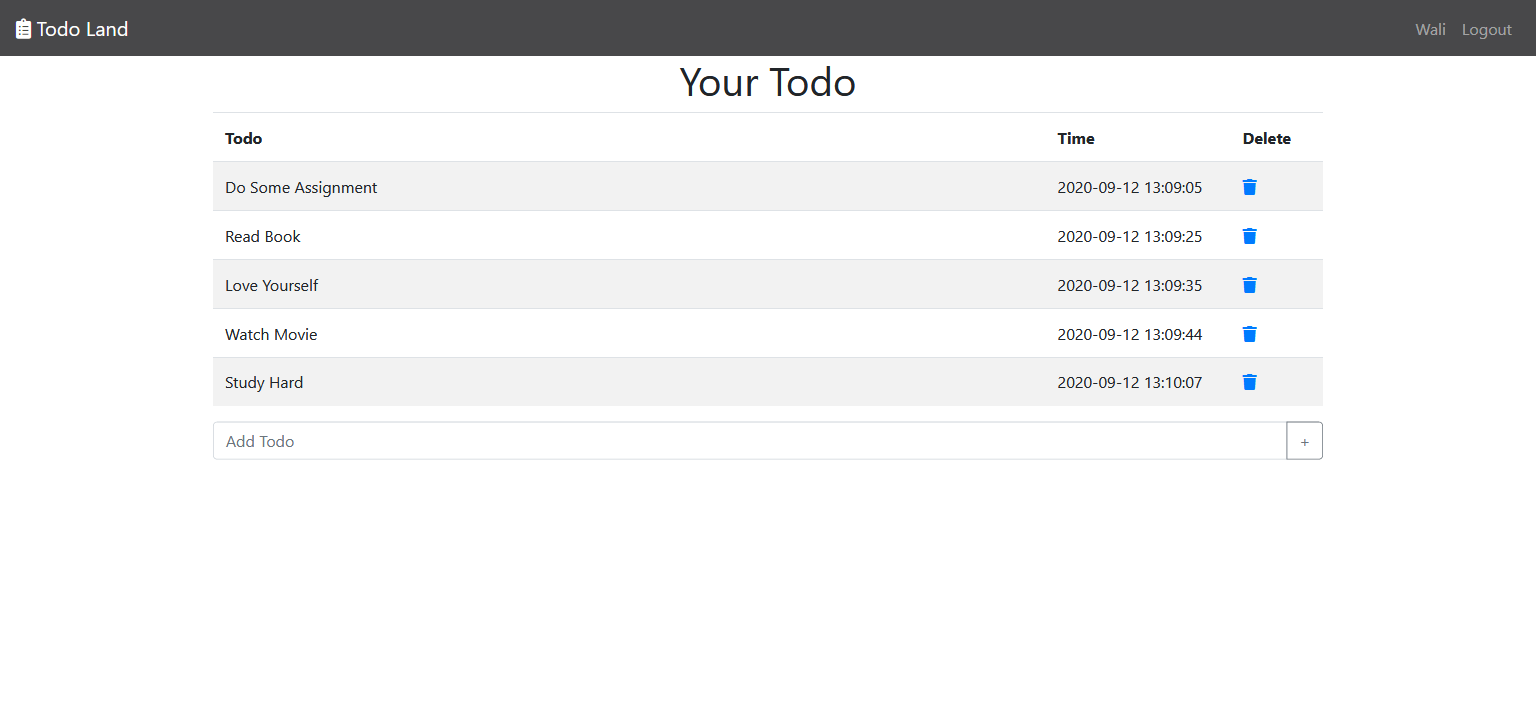 Todo Land Wali Logout
Your Todo
Todo Time Delete
Do Some Assignment 2020-09-12 13:09:05
Read Book 2020-09-12 13:09:25
Love Yourself 2020-09-12 13:09:35
Watch Movie 2020-09-12 13:09:44
Study Hard 2020-09-12 13:10:07
Add Todo +